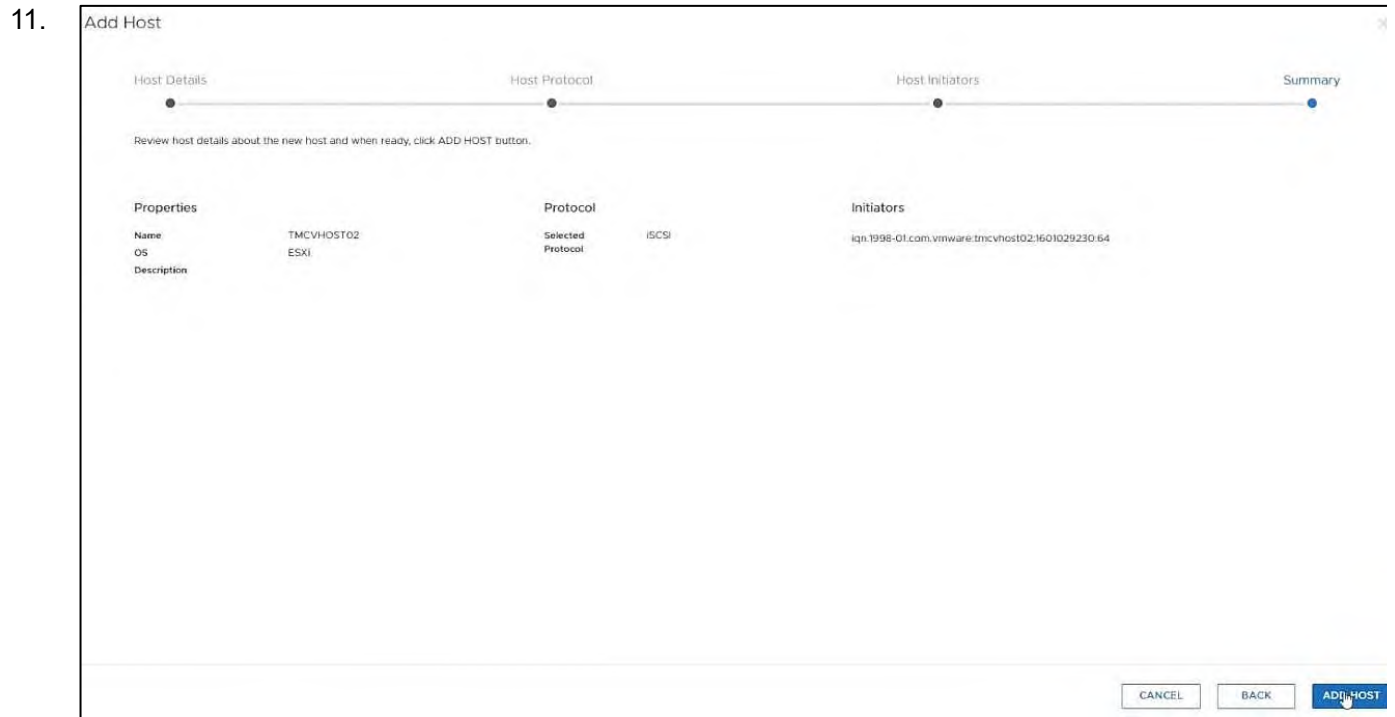 11.
Add Host
Host Details Host Protocol Host Initiators Summary
Review host details about the new host and when ready, click ADD HOST button.
Properties Protocol Initiators
Name TMCVHOST02 Selected Protocol iSCSI iqn.1998-01.com.vmware:tmcvhost02:1601029230:64
OS ESXi
Description
CANCEL BACK ADD HOST